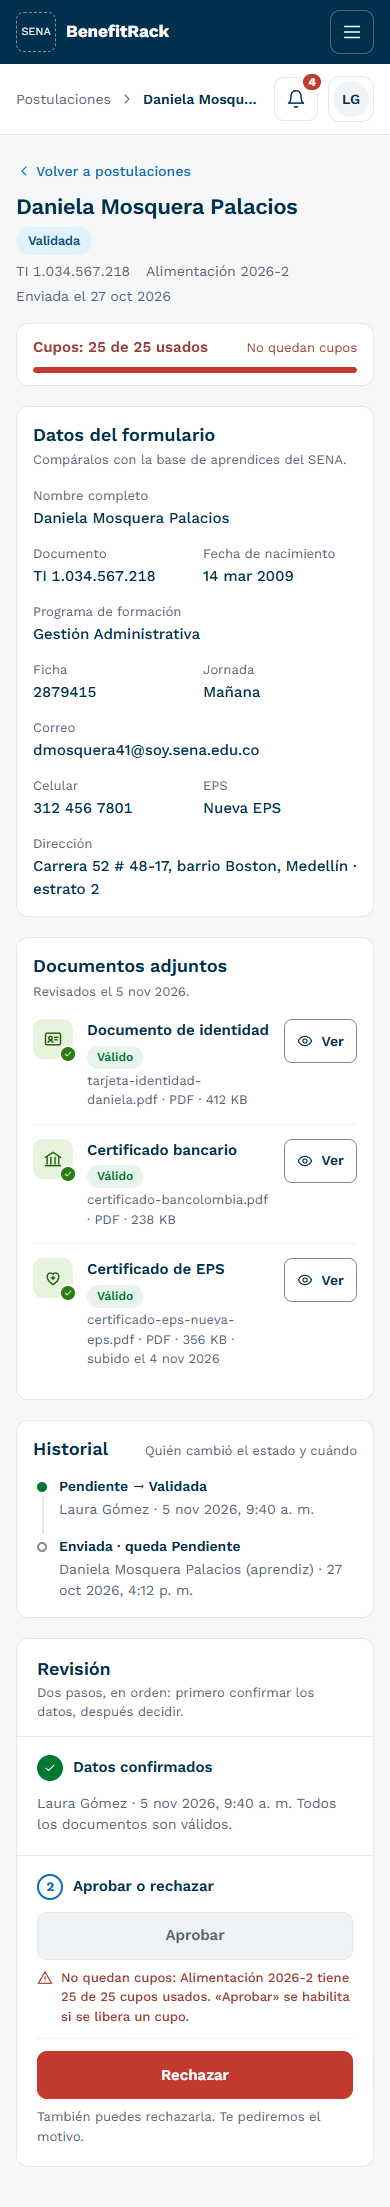 SENA BenefitRack
Postulaciones > Daniela Mosqu... 4 LG
Volver a postulaciones
Daniela Mosquera Palacios
Validada
TI 1.034.567.218 Alimentación 2026-2
Enviada el 27 oct 2026
Cupos: 25 de 25 usados No quedan cupos
Datos del formulario
Compáralos con la base de aprendices del SENA.
Nombre completo
Daniela Mosquera Palacios
Documento Fecha de nacimiento
TI 1.034.567.218 14 mar 2009
Programa de formación
Gestión Administrativa
Ficha Jornada
2879415 Mañana
Correo
dmosquera41@soy.sena.edu.co
Celular EPS
312 456 7801 Nueva EPS
Dirección
Carrera 52 # 48-17, barrio Boston, Medellín ·
estrato 2
Documentos adjuntos
Revisados el 5 nov 2026.
Documento de identidad Ver
Válido
tarjeta-identidad-
daniela.pdf · PDF · 412 KB
Certificado bancario Ver
Válido
certificado-bancolombia.pdf
· PDF · 238 KB
Certificado de EPS Ver
Válido
certificado-eps-nueva-
eps.pdf · PDF · 356 KB ·
subido el 4 nov 2026
Historial Quién cambió el estado y cuándo
Pendiente → Validada
Laura Gómez · 5 nov 2026, 9:40 a. m.
Enviada · queda Pendiente
Daniela Mosquera Palacios (aprendiz) · 27
oct 2026, 4:12 p. m.
Revisión
Dos pasos, en orden: primero confirmar los
datos, después decidir.
Datos confirmados
Laura Gómez · 5 nov 2026, 9:40 a. m. Todos
los documentos son válidos.
2 Aprobar o rechazar
Aprobar
No quedan cupos: Alimentación 2026-2 tiene
25 de 25 cupos usados. «Aprobar» se habilita
si se libera un cupo.
Rechazar
También puedes rechazarla. Te pediremos el
motivo.